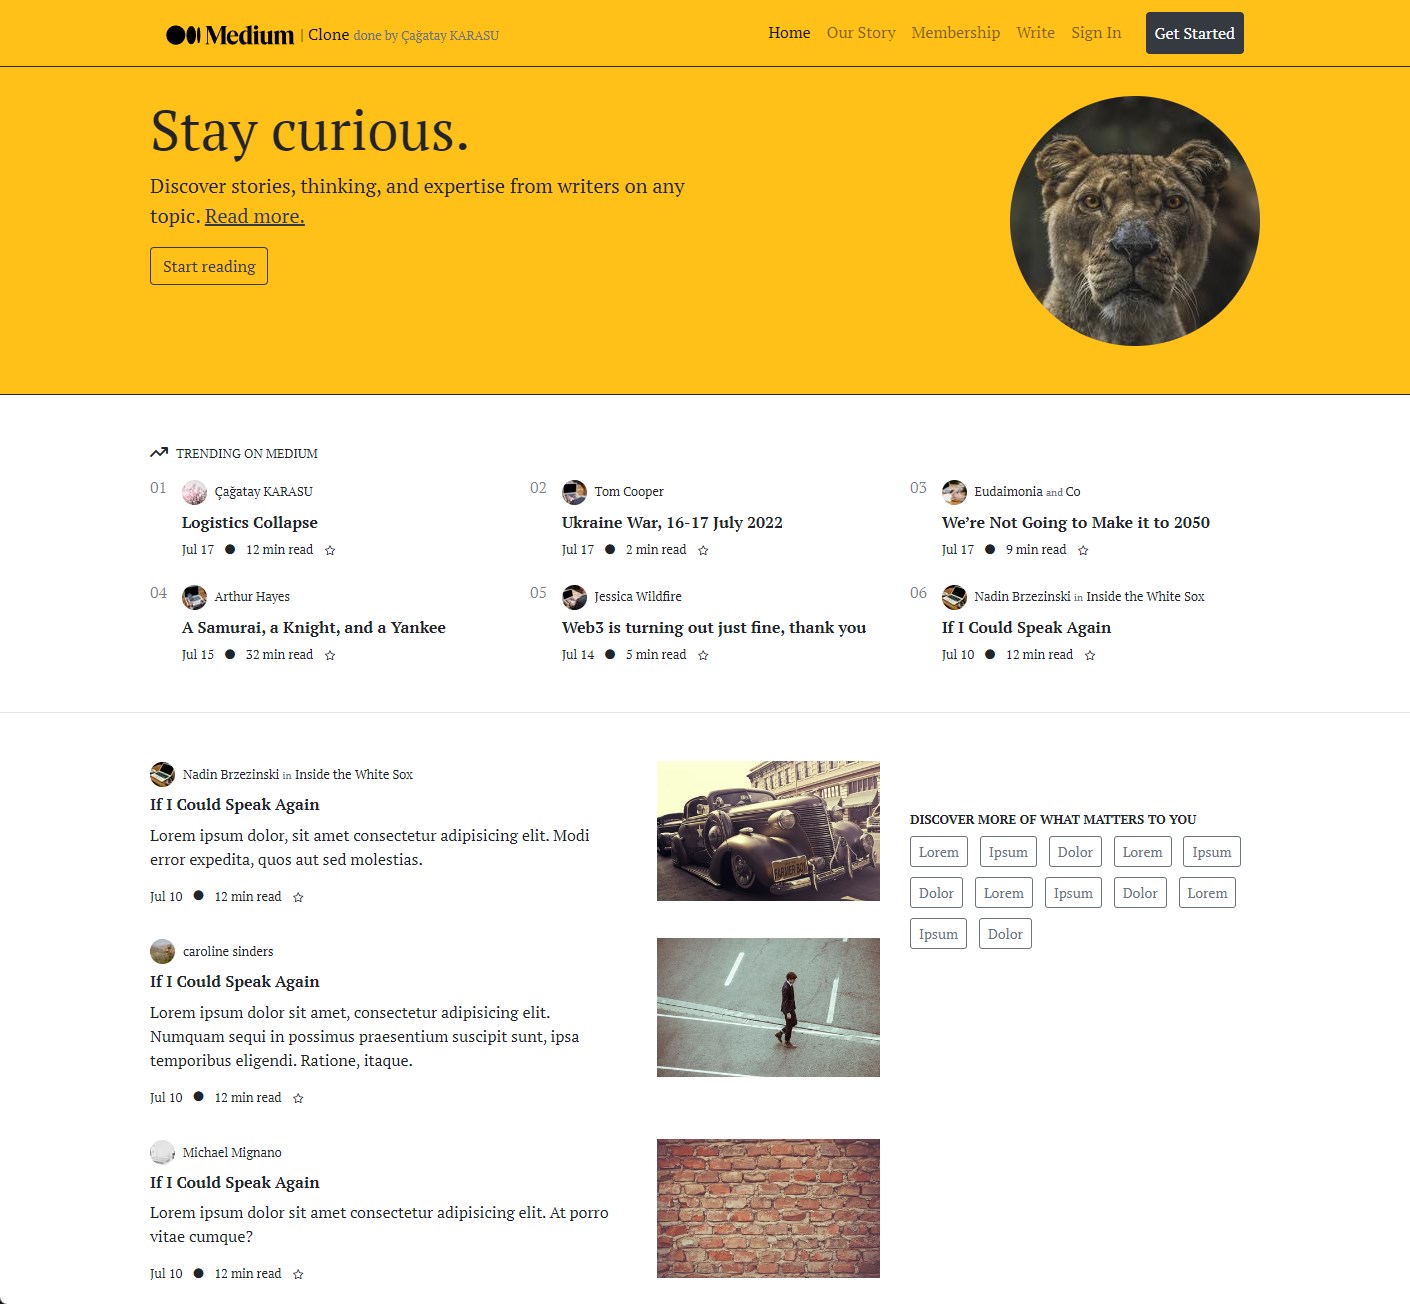 Medium | Clone done by Çağatay KARASU
Home Our Story Membership Write Sign In Get Started
Stay curious.
Discover stories, thinking, and expertise from writers on any
topic. Read more.
Start reading
TRENDING ON MEDIUM
01 Çağatay KARASU
Logistics Collapse
Jul 17 ● 12 min read ☆
02 Tom Cooper
Ukraine War, 16-17 July 2022
Jul 17 ● 2 min read ☆
03 Eudaimonia and Co
We’re Not Going to Make it to 2050
Jul 17 ● 9 min read ☆
04 Arthur Hayes
A Samurai, a Knight, and a Yankee
Jul 15 ● 32 min read ☆
05 Jessica Wildfire
Web3 is turning out just fine, thank you
Jul 14 ● 5 min read ☆
06 Nadin Brzezinski in Inside the White Sox
If I Could Speak Again
Jul 10 ● 12 min read ☆
Nadin Brzezinski in Inside the White Sox
If I Could Speak Again
Lorem ipsum dolor, sit amet consectetur adipisicing elit. Modi
error expedita, quos aut sed molestias.
Jul 10 ● 12 min read ☆
caroline sinders
If I Could Speak Again
Lorem ipsum dolor sit amet, consectetur adipisicing elit.
Numquam sequi in possimus praesentium suscipit sunt, ipsa
temporibus eligendi. Ratione, itaque.
Jul 10 ● 12 min read ☆
Michael Mignano
If I Could Speak Again
Lorem ipsum dolor sit amet consectetur adipisicing elit. At porro
vitae cumque?
Jul 10 ● 12 min read ☆
DISCOVER MORE OF WHAT MATTERS TO YOU
Lorem Ipsum Dolor Lorem Ipsum
Dolor Lorem Ipsum Dolor Lorem
Ipsum Dolor